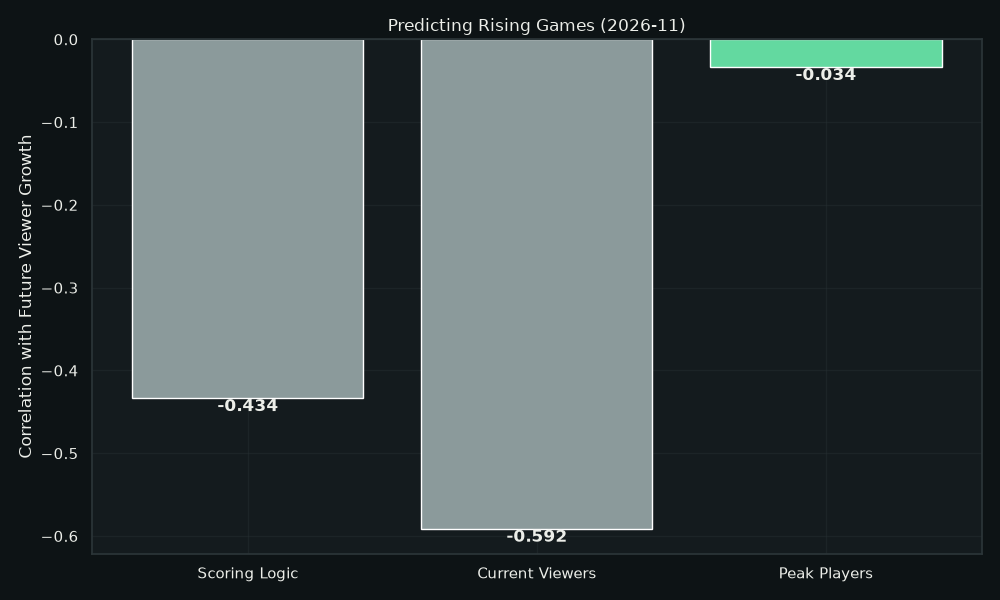 Predicting Rising Games (2026-11)
Correlation with Future Viewer Growth
0.0
−0.1
−0.2
−0.3
−0.4
−0.5
−0.6
-0.434
-0.592
-0.034
Scoring Logic
Current Viewers
Peak Players